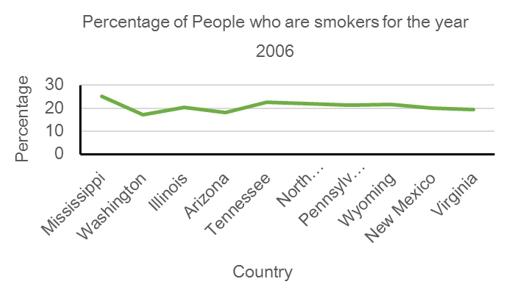 Percentage of People who are smokers for the year
2006
Percentage
30
20
10
0
Mississippi
Washington
Illinois
Arizona
Tennessee
North...
Pennsylv...
Wyoming
New Mexico
Virginia
Country